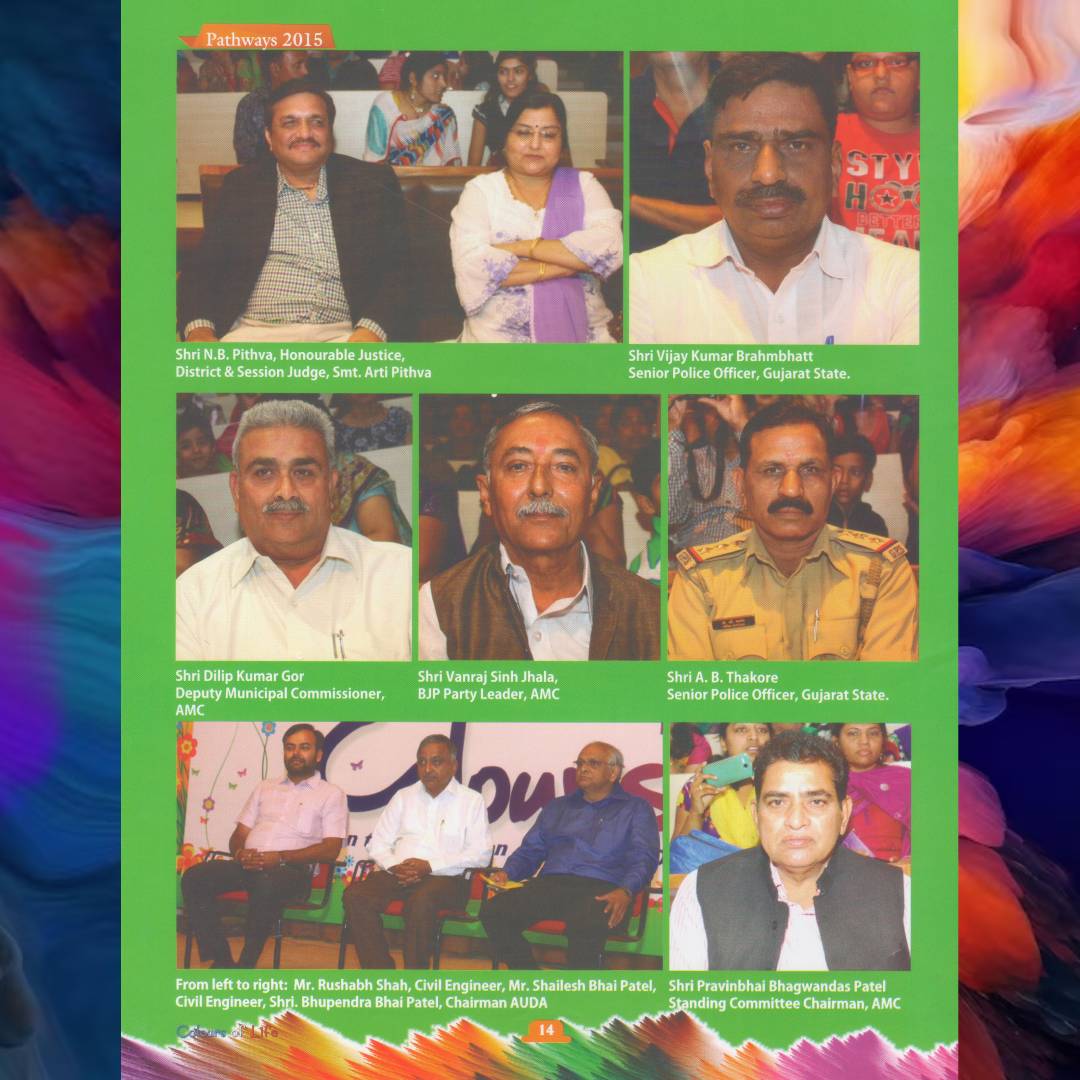 Pathways 2015
STY
H
BETTER
HEA
Shri N.B. Pithva, Honourable Justice,
District & Session Judge, Smt. Arti Pithva
Shri Vijay Kumar Brahmbhatt
Senior Police Officer, Gujarat State.
Shri Dilip Kumar Gor
Deputy Municipal Commissioner,
AMC
Shri Vanraj Sinh Jhala,
BJP Party Leader, AMC
Shri A. B. Thakore
Senior Police Officer, Gujarat State.
From left to right: Mr. Rushabh Shah, Civil Engineer, Mr. Shailesh Bhai Patel,
Civil Engineer, Shri. Bhupendra Bhai Patel, Chairman AUDA
Shri Pravinbhai Bhagwandas Patel
Standing Committee Chairman, AMC
Colours of Life
14